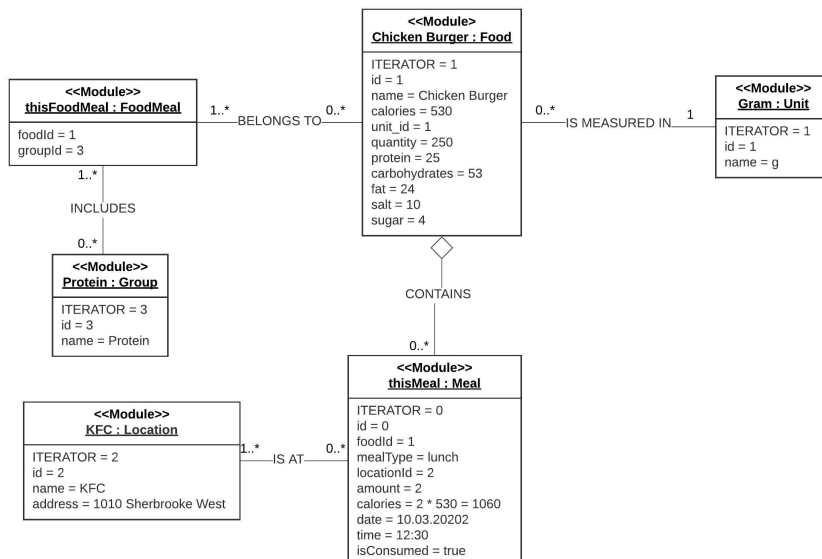 <<Module>
Chicken Burger : Food
ITERATOR = 1
id = 1
name = Chicken Burger
calories = 530
unit_id = 1
quantity = 250
protein = 25
carbohydrates = 53
fat = 24
salt = 10
sugar = 4
<<Module>>
thisFoodMeal : FoodMeal
foodId = 1
groupId = 3
1..*
BELONGS TO
0..*
0..*
IS MEASURED IN
1
<<Module>>
Gram : Unit
ITERATOR = 1
id = 1
name = g
1..*
INCLUDES
0..*
<<Module>>
Protein : Group
ITERATOR = 3
id = 3
name = Protein
CONTAINS
0..*
<<Module>>
thisMeal : Meal
ITERATOR = 0
id = 0
foodId = 1
mealType = lunch
locationId = 2
amount = 2
calories = 2 * 530 = 1060
date = 10.03.20202
time = 12:30
isConsumed = true
<<Module>>
KFC : Location
ITERATOR = 2
id = 2
name = KFC
address = 1010 Sherbrooke West
1..*
IS AT
0..*